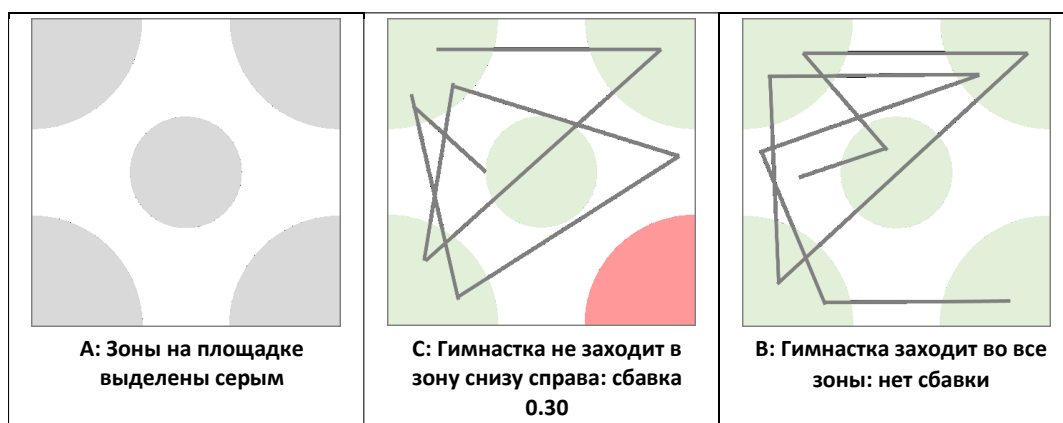 A: Зоны на площадке
выделены серым
C: Гимнастка не заходит в
зону снизу справа: сбавка
0.30
B: Гимнастка заходит во все
зоны: нет сбавки